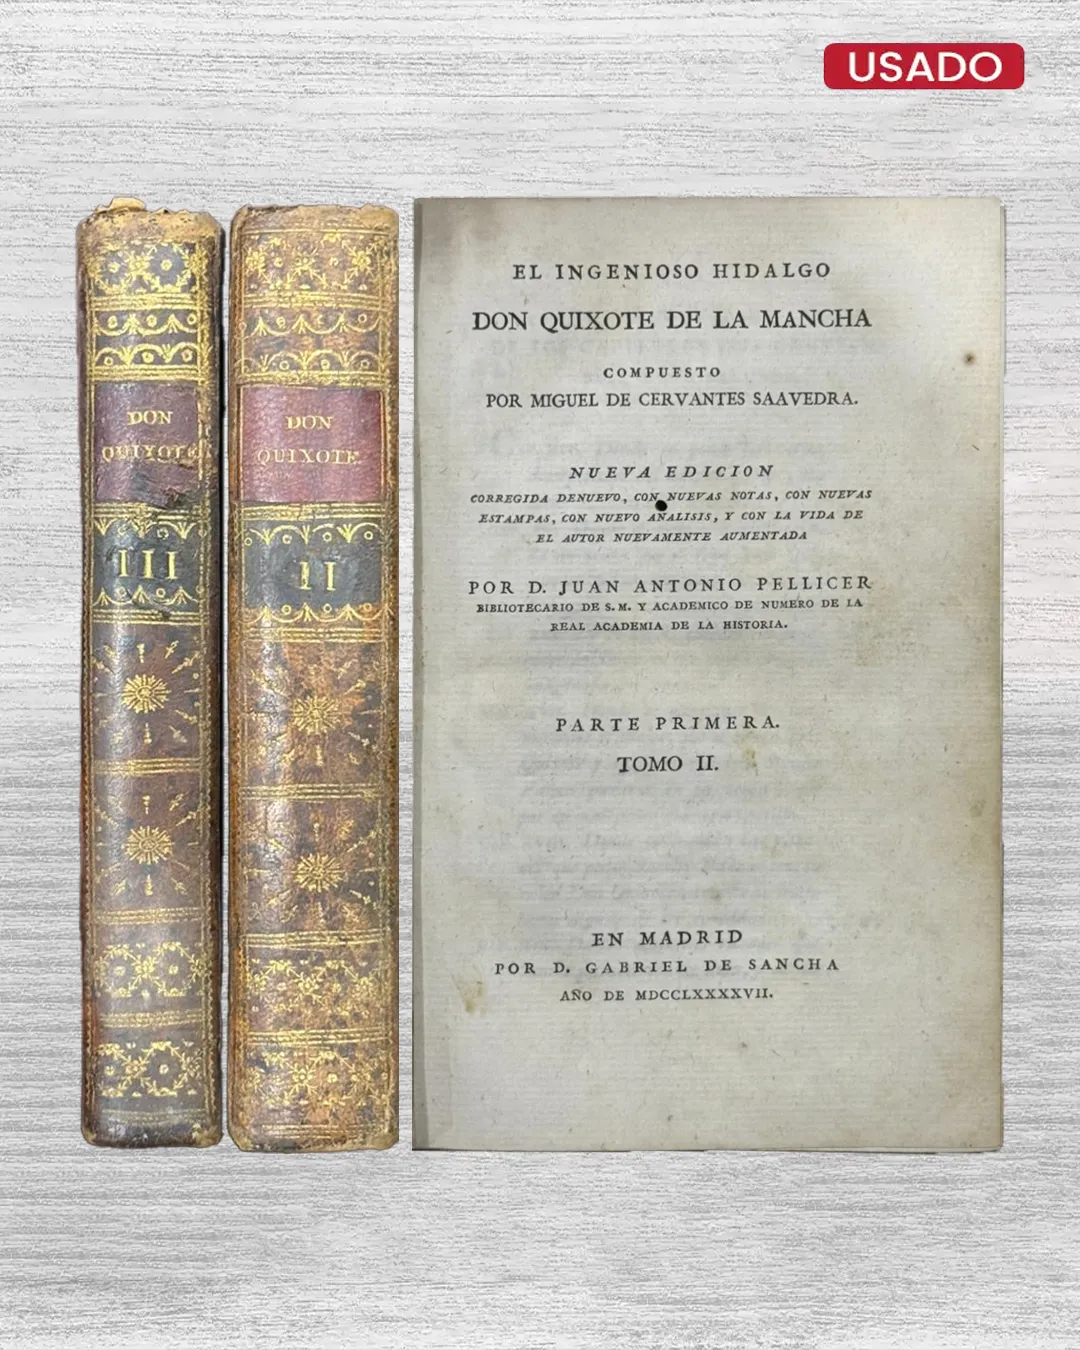 USADO
DON
QUIXOTE
III
DON
QUIXOTE
II
EL INGENIOSO HIDALGO
DON QUIXOTE DE LA MANCHA
COMPUESTO
POR MIGUEL DE CERVANTES SAAVEDRA.
NUEVA EDICION
CORREGIDA DENUEVO, CON NUEVAS NOTAS, CON NUEVAS
ESTAMPAS, CON NUEVO ANALISIS, Y CON LA VIDA DE
EL AUTOR NUEVAMENTE AUMENTADA
POR D. JUAN ANTONIO PELLICER
BIBLIOTECARIO DE S. M. Y ACADEMICO DE NUMERO DE LA
REAL ACADEMIA DE LA HISTORIA.
PARTE PRIMERA.
TOMO II.
EN MADRID
POR D. GABRIEL DE SANCHA
AÑO DE MDCCLXXXXVII.